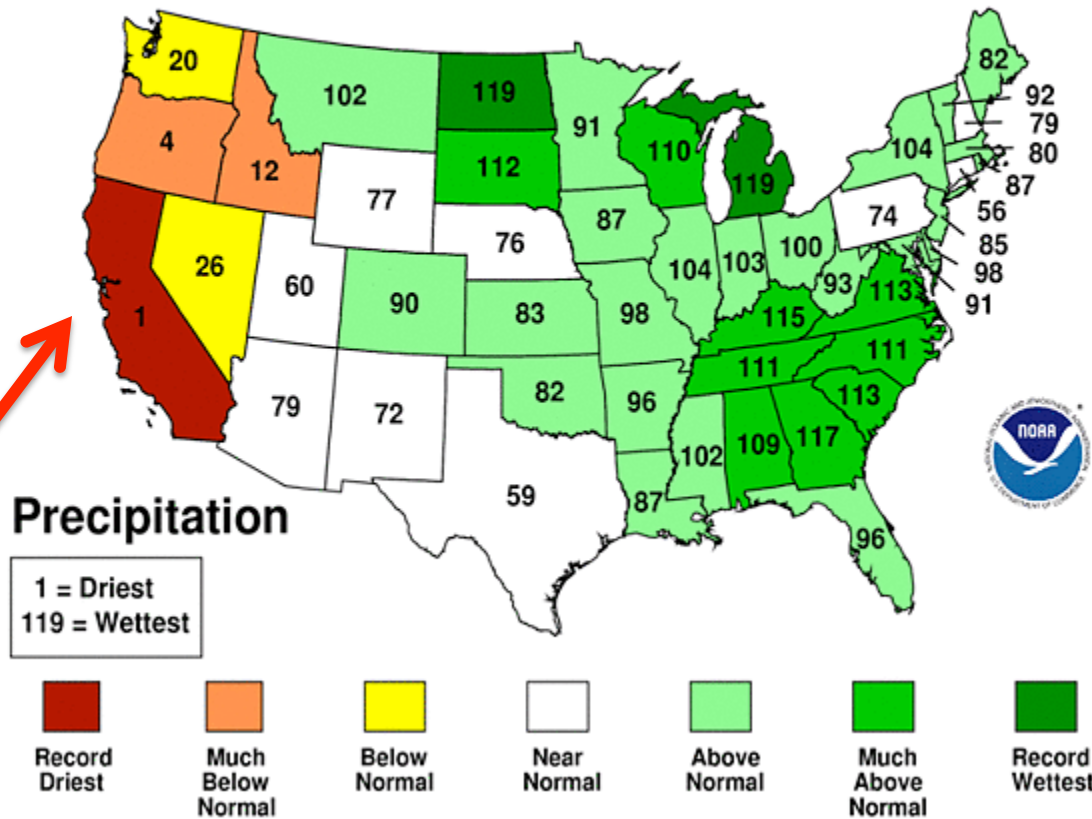 20
102
119
91
82
92
79
80
87
56
85
98
91
4
12
112
110
119
104
77
87
74
76
26
60
90
83
98
104
103
100
93
113
1
115
111
111
79
72
82
96
102
109
117
113
59
87
96
NOAA
Precipitation
1 = Driest
119 = Wettest
Record
Driest
Much
Below
Normal
Below
Normal
Near
Normal
Above
Normal
Much
Above
Normal
Record
Wettest